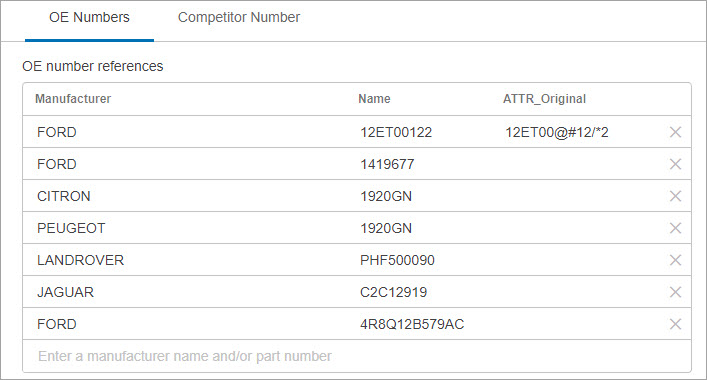 OE Numbers Competitor Number
OE number references
Manufacturer Name ATTR_Original
FORD 12ET00122 12ET00@#12/*2
FORD 1419677
CITRON 1920GN
PEUGEOT 1920GN
LANDROVER PHF500090
JAGUAR C2C12919
FORD 4R8Q12B579AC
Enter a manufacturer name and/or part number